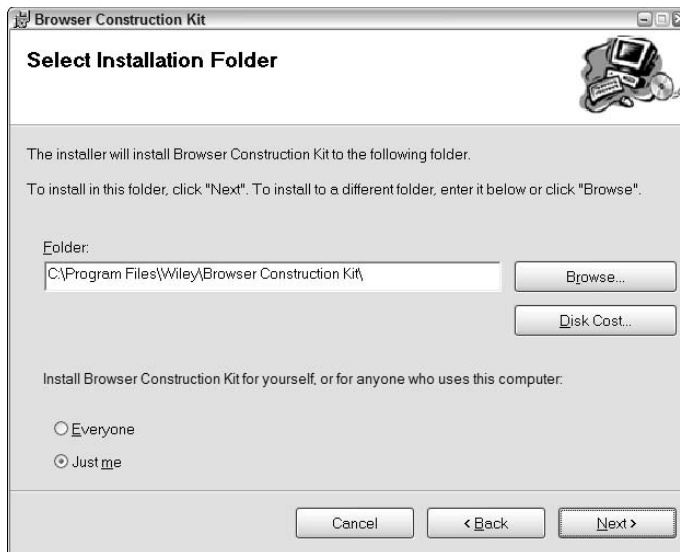 Browser Construction Kit
Select Installation Folder
The installer will install Browser Construction Kit to the following folder.
To install in this folder, click "Next". To install to a different folder, enter it below or click "Browse".
Folder:
C:\Program Files\Wiley\Browser Construction Kit\
Browse...
Disk Cost...
Install Browser Construction Kit for yourself, or for anyone who uses this computer:
Everyone
Just me
Cancel
< Back
Next >